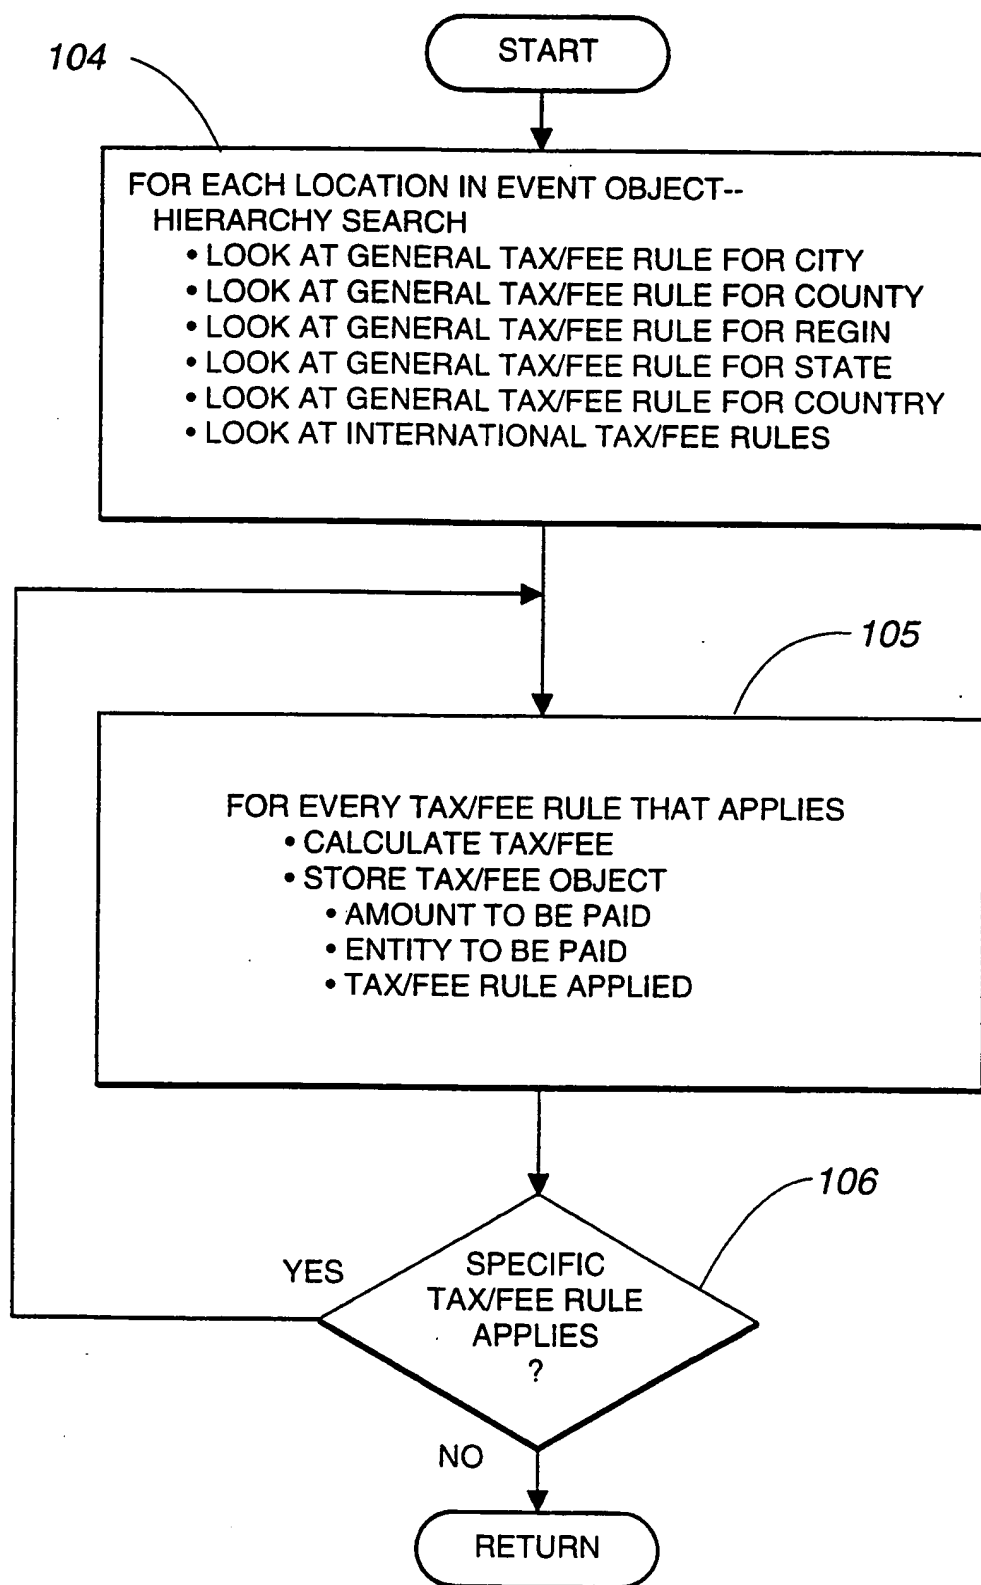 START
104
FOR EACH LOCATION IN EVENT OBJECT--
HIERARCHY SEARCH
• LOOK AT GENERAL TAX/FEE RULE FOR CITY
• LOOK AT GENERAL TAX/FEE RULE FOR COUNTY
• LOOK AT GENERAL TAX/FEE RULE FOR REGIN
• LOOK AT GENERAL TAX/FEE RULE FOR STATE
• LOOK AT GENERAL TAX/FEE RULE FOR COUNTRY
• LOOK AT INTERNATIONAL TAX/FEE RULES
105
FOR EVERY TAX/FEE RULE THAT APPLIES
• CALCULATE TAX/FEE
• STORE TAX/FEE OBJECT
• AMOUNT TO BE PAID
• ENTITY TO BE PAID
• TAX/FEE RULE APPLIED
106
YES
SPECIFIC
TAX/FEE RULE
APPLIES
?
NO
RETURN